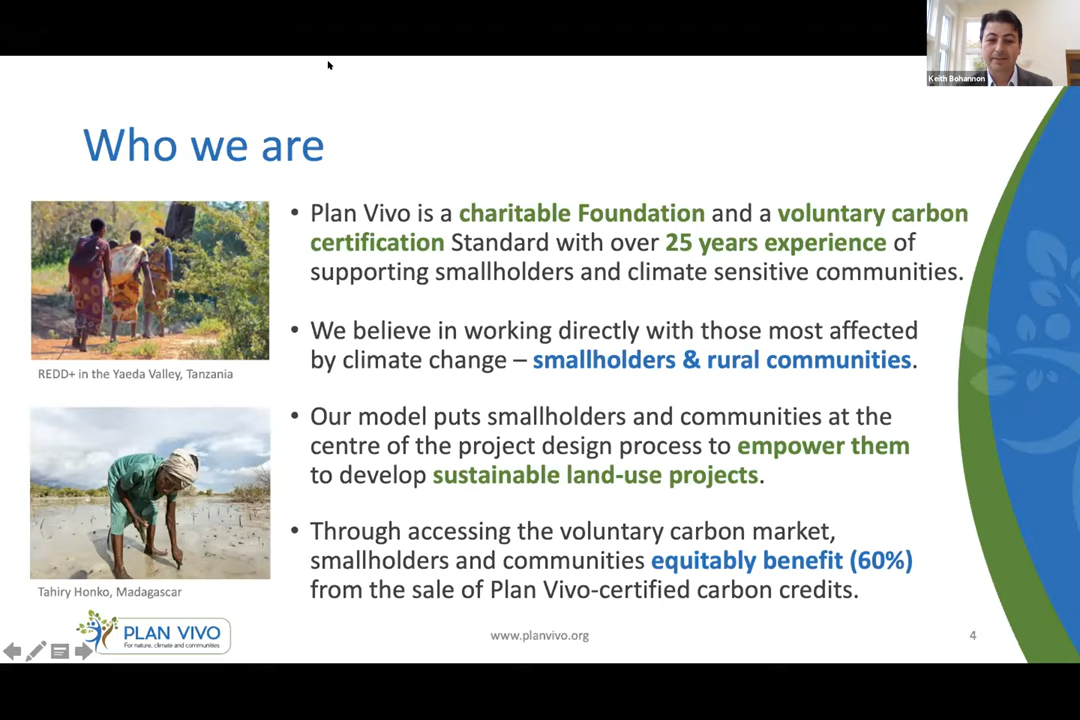 Keith Bohannon
Who we are
• Plan Vivo is a charitable Foundation and a voluntary carbon
certification Standard with over 25 years experience of
supporting smallholders and climate sensitive communities.
• We believe in working directly with those most affected
by climate change – smallholders & rural communities.
• Our model puts smallholders and communities at the
centre of the project design process to empower them
to develop sustainable land-use projects.
• Through accessing the voluntary carbon market,
smallholders and communities equitably benefit (60%)
from the sale of Plan Vivo-certified carbon credits.
REDD+ in the Yaeda Valley, Tanzania
Tahiry Honko, Madagascar
PLAN VIVO
For nature, climate and communities
www.planvivo.org
4